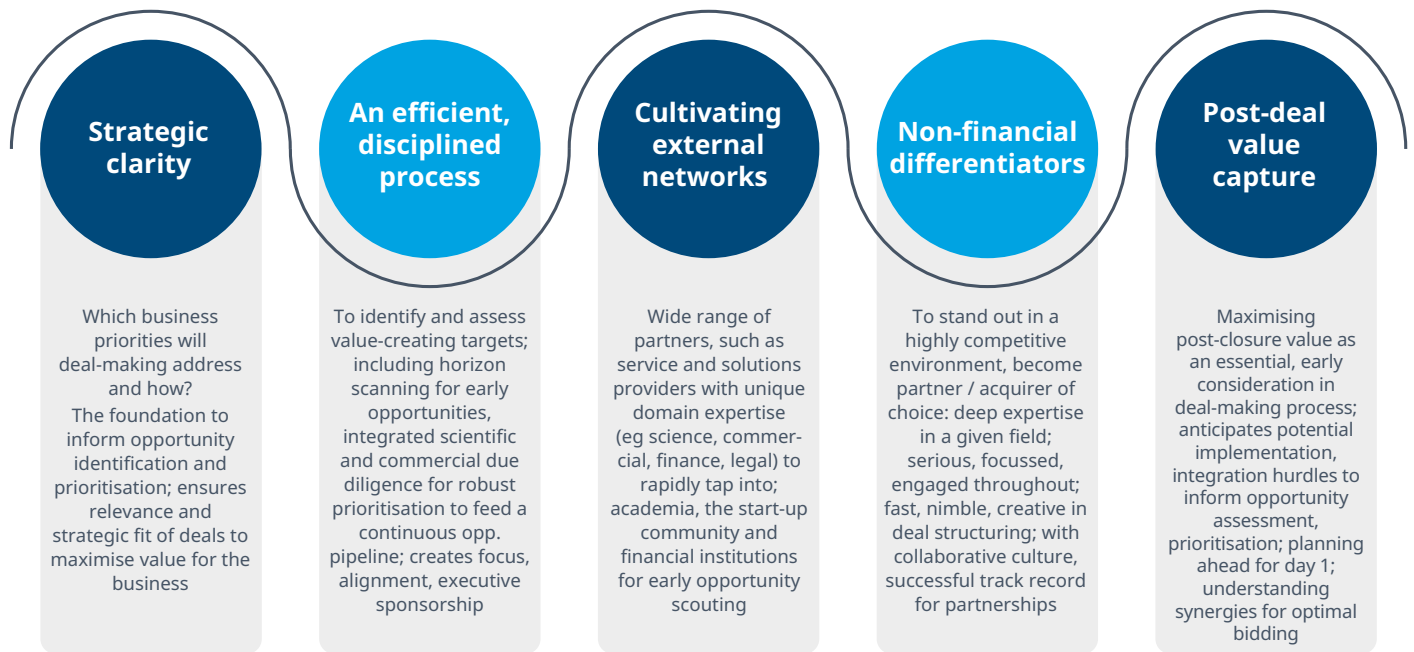 Strategic
clarity
Which business
priorities will
deal-making address
and how?
The foundation to
inform opportunity
identification and
prioritisation; ensures
relevance and
strategic fit of deals to
maximise value for the
business
An efficient,
disciplined
process
To identify and assess
value-creating targets;
including horizon
scanning for early
opportunities,
integrated scientific
and commercial due
diligence for robust
prioritisation to feed a
continuous opp.
pipeline; creates focus,
alignment, executive
sponsorship
Cultivating
external
networks
Wide range of
partners, such as
service and solutions
providers with unique
domain expertise
(eg science, commer-
cial, finance, legal) to
rapidly tap into;
academia, the start-up
community and
financial institutions
for early opportunity
scouting
Non-financial
differentiators
To stand out in a
highly competitive
environment, become
partner / acquirer of
choice: deep expertise
in a given field;
serious, focussed,
engaged throughout;
fast, nimble, creative in
deal structuring; with
collaborative culture,
successful track record
for partnerships
Post-deal
value
capture
Maximising
post-closure value as
an essential, early
consideration in
deal-making process;
anticipates potential
implementation,
integration hurdles to
inform opportunity
assessment,
prioritisation; planning
ahead for day 1;
understanding
synergies for optimal
bidding